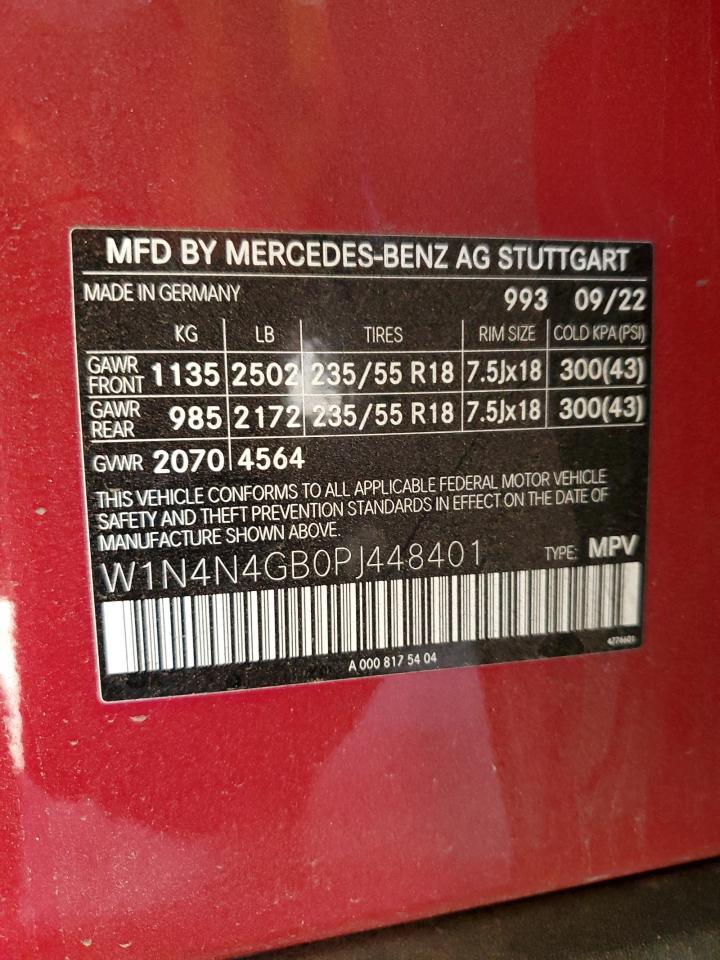 MFD BY MERCEDES-BENZ AG STUTTGART
MADE IN GERMANY 993 09/22
KG LB TIRES RIM SIZE COLD KPA (PSI)
GAWR FRONT 1135 2502 235/55 R18 7.5Jx18 300(43)
GAWR REAR 985 2172 235/55 R18 7.5Jx18 300(43)
GVWR 2070 4564
THIS VEHICLE CONFORMS TO ALL APPLICABLE FEDERAL MOTOR VEHICLE
SAFETY AND THEFT PREVENTION STANDARDS IN EFFECT ON THE DATE OF
MANUFACTURE SHOWN ABOVE.
W1N4N4GB0PJ448401 TYPE: MPV
A 000 817 54 04 4776601